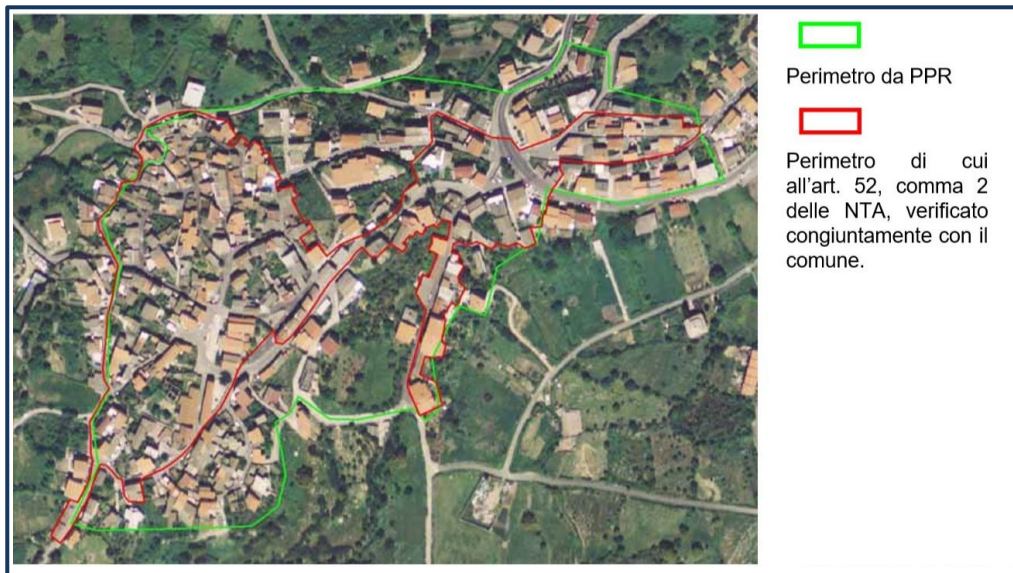 Perimetro da PPR
Perimetro di cui
all'art. 52, comma 2
delle NTA, verificato
congiuntamente con il
comune.